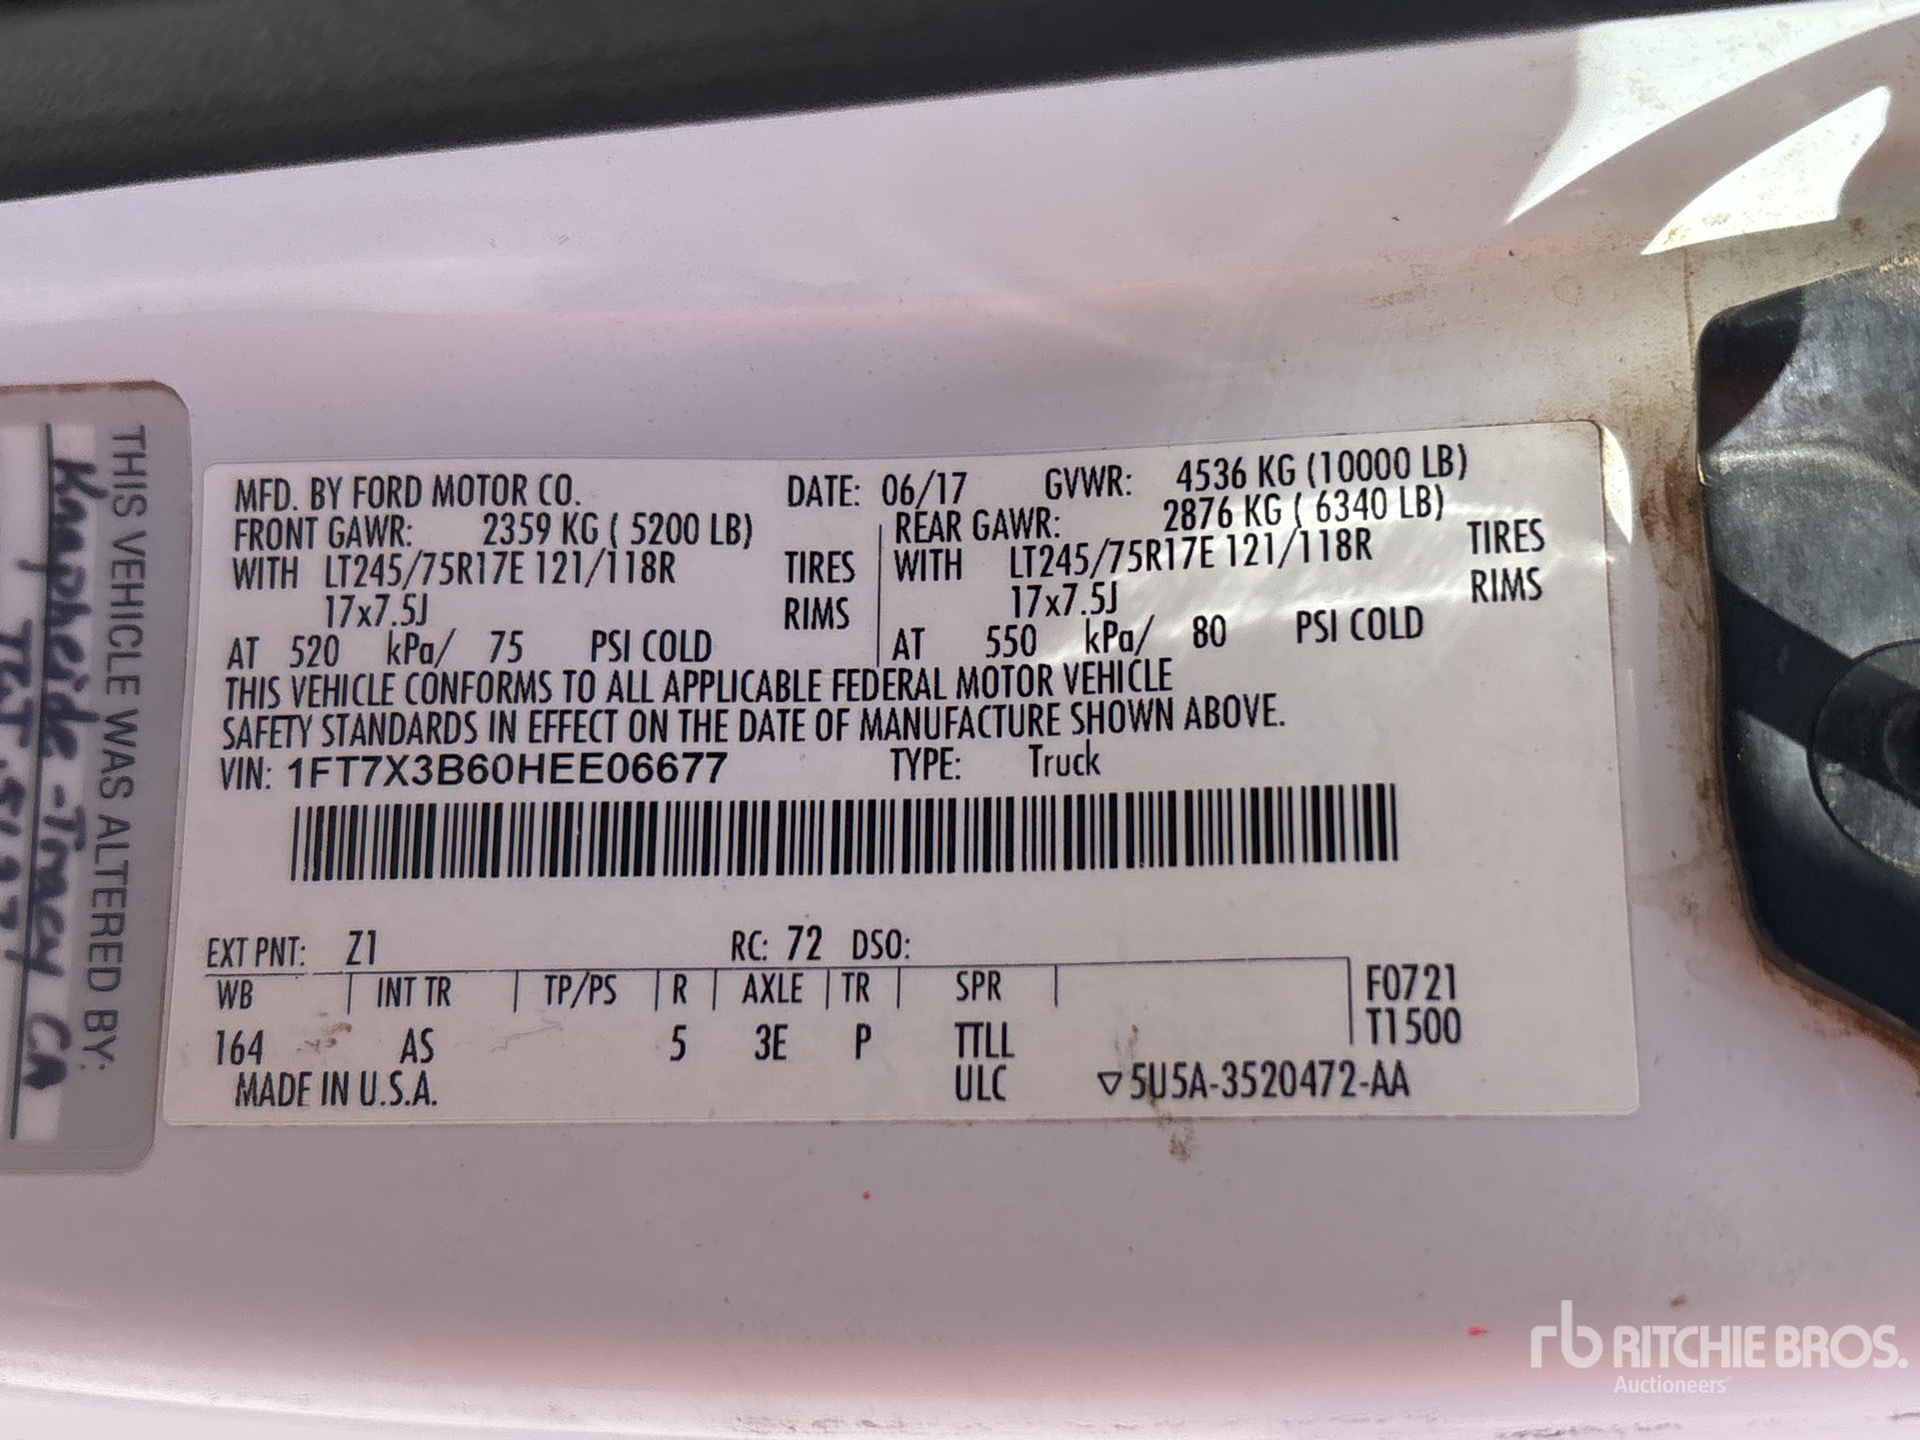 THIS VEHICLE WAS ALTERED BY:
Knapheide - Tracy CA
MFD. BY FORD MOTOR CO. DATE: 06/17 GVWR: 4536 KG (10000 LB)
FRONT GAWR: 2359 KG ( 5200 LB) REAR GAWR: 2876 KG ( 6340 LB)
WITH LT245/75R17E 121/118R TIRES WITH LT245/75R17E 121/118R TIRES
17x7.5J RIMS 17x7.5J RIMS
AT 520 kPa/ 75 PSI COLD AT 550 kPa/ 80 PSI COLD
THIS VEHICLE CONFORMS TO ALL APPLICABLE FEDERAL MOTOR VEHICLE
SAFETY STANDARDS IN EFFECT ON THE DATE OF MANUFACTURE SHOWN ABOVE.
VIN: 1FT7X3B60HEE06677 TYPE: Truck
EXT PNT: Z1 RC: 72 DSO:
WB INT TR TP/PS R AXLE TR SPR F0721
164 AS 5 3E P TTLL T1500
MADE IN U.S.A. ULC ▽5U5A-3520472-AA
rb RITCHIE BROS.
Auctioneers